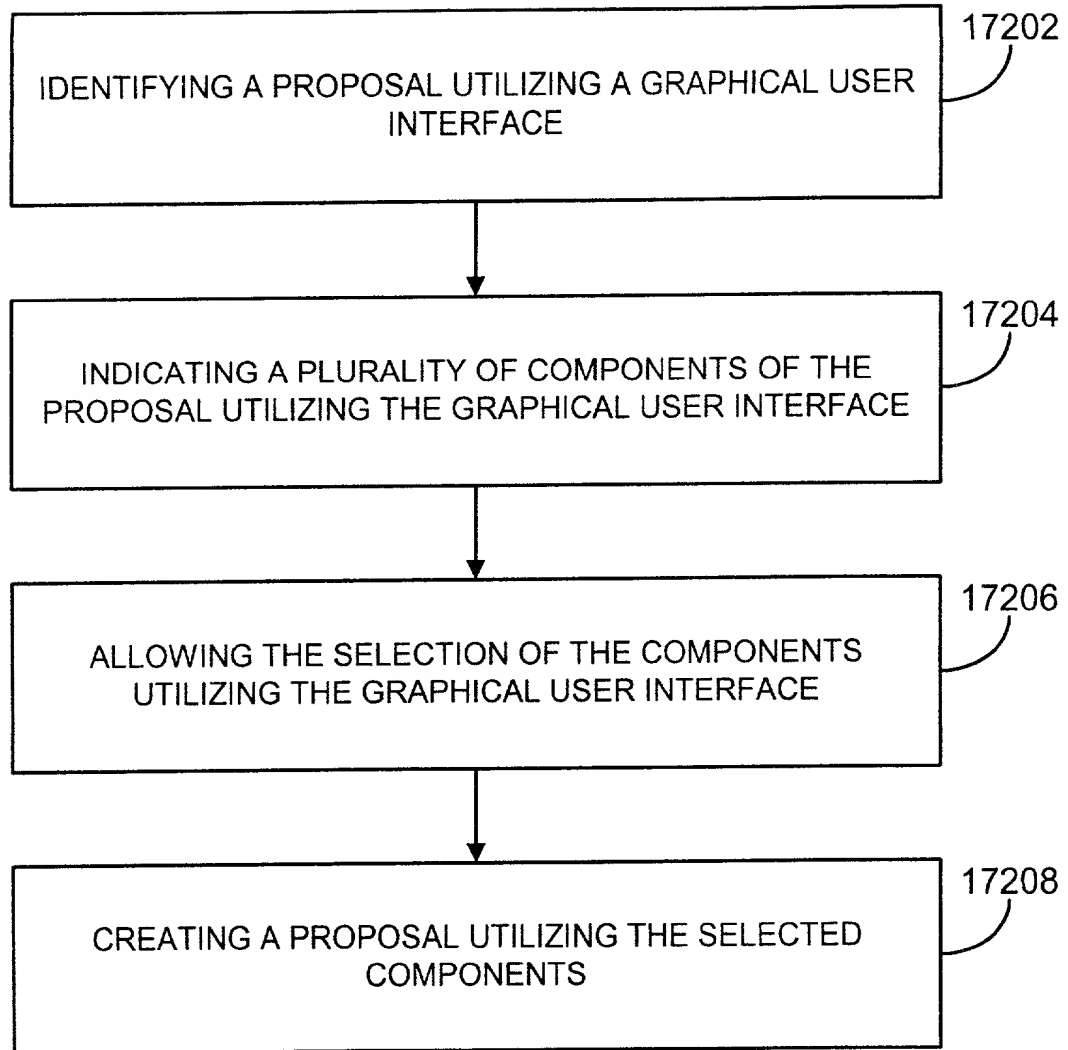 17202
IDENTIFYING A PROPOSAL UTILIZING A GRAPHICAL USER
INTERFACE
17204
INDICATING A PLURALITY OF COMPONENTS OF THE
PROPOSAL UTILIZING THE GRAPHICAL USER INTERFACE
17206
ALLOWING THE SELECTION OF THE COMPONENTS
UTILIZING THE GRAPHICAL USER INTERFACE
17208
CREATING A PROPOSAL UTILIZING THE SELECTED
COMPONENTS